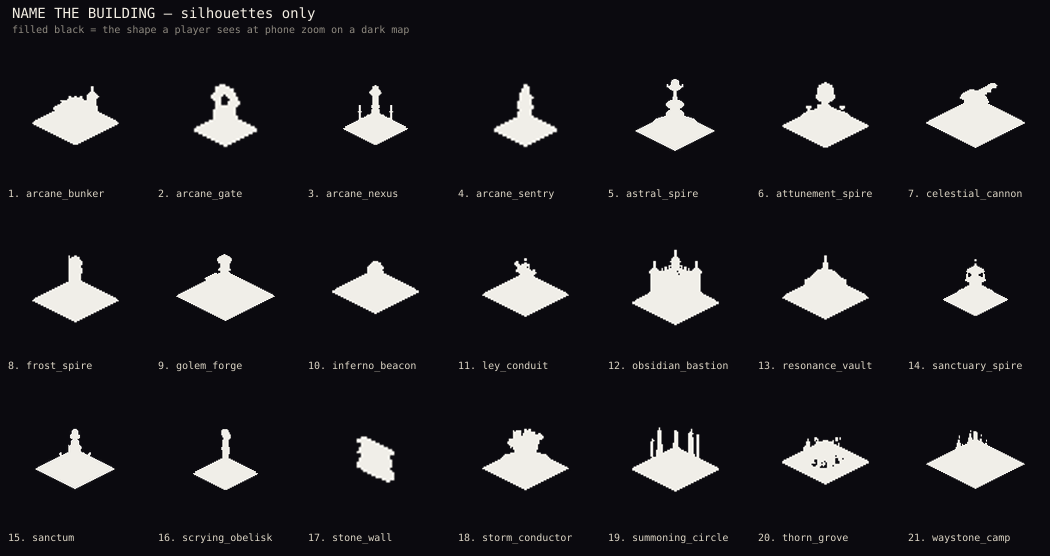 NAME THE BUILDING — silhouettes only
filled black = the shape a player sees at phone zoom on a dark map
1. arcane_bunker
2. arcane_gate
3. arcane_nexus
4. arcane_sentry
5. astral_spire
6. attunement_spire
7. celestial_cannon
8. frost_spire
9. golem_forge
10. inferno_beacon
11. ley_conduit
12. obsidian_bastion
13. resonance_vault
14. sanctuary_spire
15. sanctum
16. scrying_obelisk
17. stone_wall
18. storm_conductor
19. summoning_circle
20. thorn_grove
21. waystone_camp